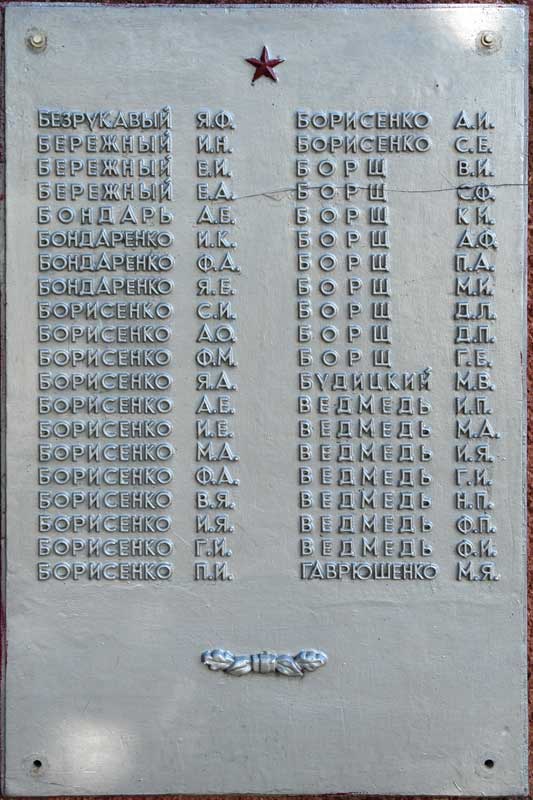 БЕЗРУКАВЫЙ Я.Ф.
БЕРЕЖНЫЙ И.Н.
БЕРЕЖНЫЙ Е.И.
БЕРЕЖНЫЙ Е.А.
БОНДАРЬ А.Е.
БОНДАРЕНКО И.К.
БОНДАРЕНКО Ф.А.
БОНДАРЕНКО Я.Е.
БОРИСЕНКО С.И.
БОРИСЕНКО А.О.
БОРИСЕНКО Ф.М.
БОРИСЕНКО Я.А.
БОРИСЕНКО А.Е.
БОРИСЕНКО И.Е.
БОРИСЕНКО М.А.
БОРИСЕНКО Ф.А.
БОРИСЕНКО В.Я.
БОРИСЕНКО И.Я.
БОРИСЕНКО Г.И.
БОРИСЕНКО П.И.
БОРИСЕНКО А.И.
БОРИСЕНКО С.Е.
БОРЩ В.И.
БОРЩ С.Ф.
БОРЩ К.И.
БОРЩ А.Ф.
БОРЩ П.А.
БОРЩ М.И.
БОРЩ Д.Л.
БОРЩ Д.П.
БОРЩ Г.Е.
БУДИЦКИЙ М.В.
ВЕДМЕДЬ И.П.
ВЕДМЕДЬ М.А.
ВЕДМЕДЬ И.Я.
ВЕДМЕДЬ Г.И.
ВЕДМЕДЬ Н.П.
ВЕДМЕДЬ Ф.П.
ВЕДМЕДЬ Ф.И.
ГАВРЮШЕНКО М.Я.